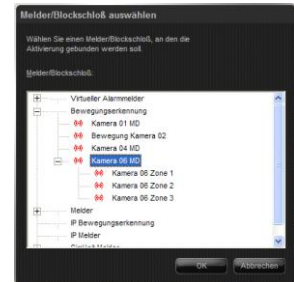 Melder/Blockschloß auswählen
Wählen Sie einen Melder/Blockschloß, an den die
Aktivierung gebunden werden soll.
Melder/Blockschloß:
Virtueller Alarmmelder
Bewegungserkennung
Kamera 01 MD
Bewegung Kamera 02
Kamera 04 MD
Kamera 06 MD
Kamera 06 Zone 1
Kamera 06 Zone 2
Kamera 06 Zone 3
Melder
IP Bewegungserkennung
IP Melder
OK Abbrechen